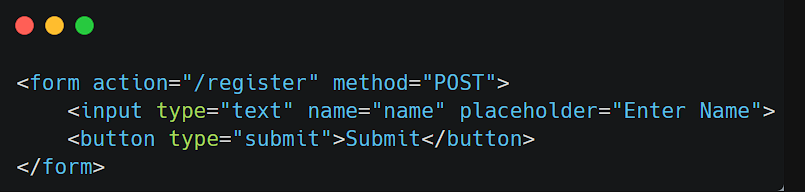 <form action="/register" method="POST">
    <input type="text" name="name" placeholder="Enter Name">
    <button type="submit">Submit</button>
</form>